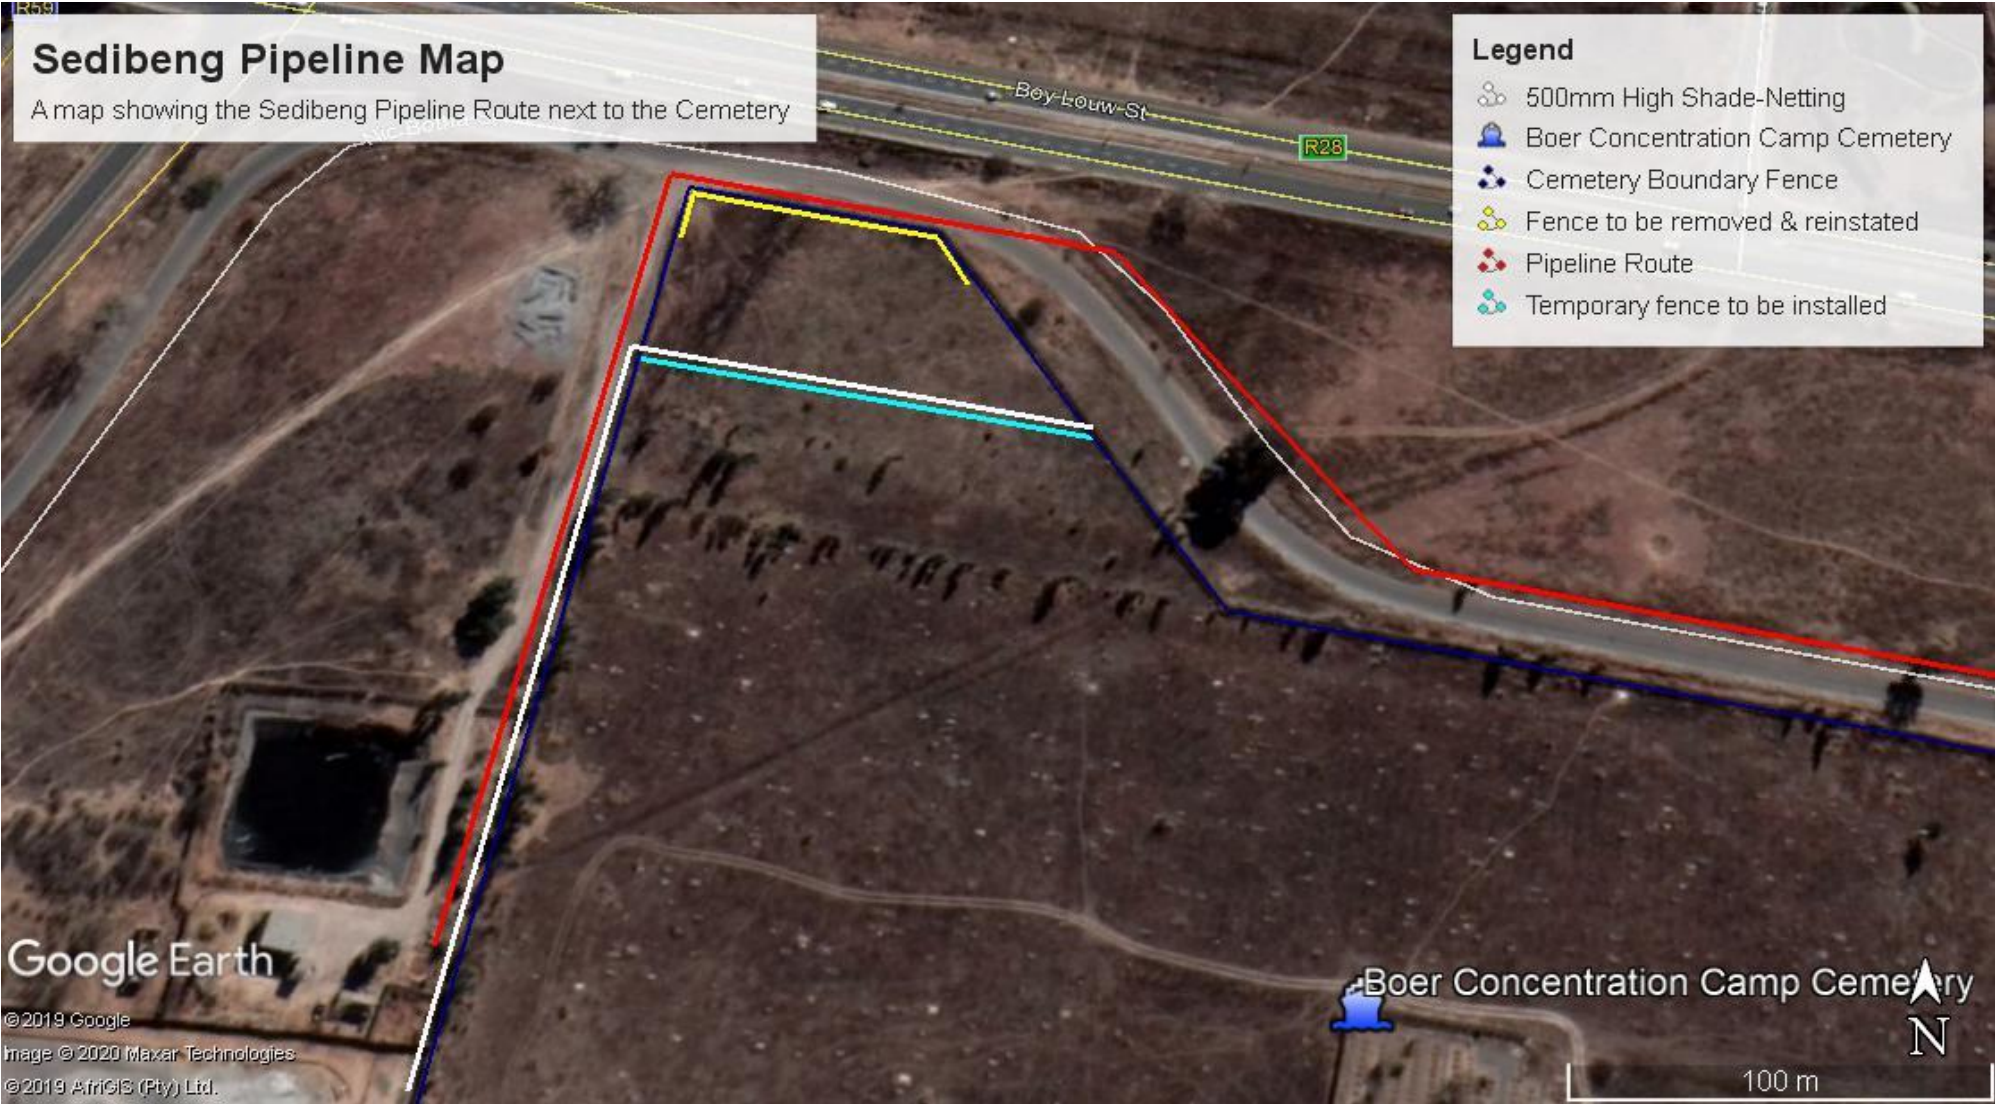 R59
Sedibeng Pipeline Map
A map showing the Sedibeng Pipeline Route next to the Cemetery
Boy Louw St
R28
Legend
500mm High Shade-Netting
Boer Concentration Camp Cemetery
Cemetery Boundary Fence
Fence to be removed & reinstated
Pipeline Route
Temporary fence to be installed
Boer Concentration Camp Cemetery
N
100 m
Google Earth
©2019 Google
Image © 2020 Maxar Technologies
©2019 AfriGIS (Pty) Ltd.